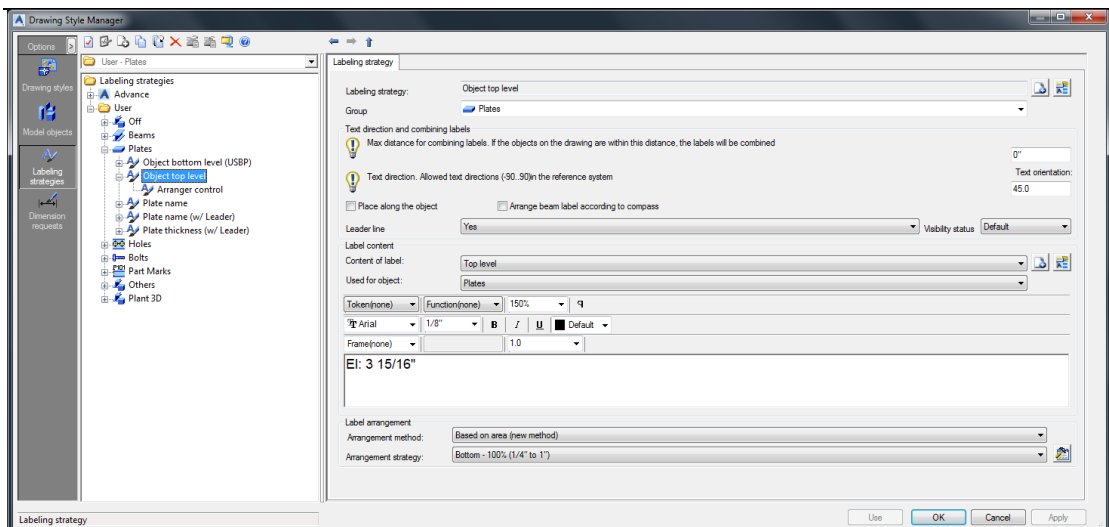 Drawing Style Manager
Options
User - Plates
Drawing styles
Model objects
Labeling strategies
Dimension requests
Labeling strategies
Advance
User
Off
Beams
Plates
Object bottom level (USBP)
Object top level
Arranger control
Plate name
Plate name (w/ Leader)
Plate thickness (w/ Leader)
Holes
Bolts
Part Marks
Others
Plant 3D
Labeling strategy
Labeling strategy: Object top level
Group Plates
Text direction and combining labels
Max distance for combining labels. If the objects on the drawing are within this distance, the labels will be combined
0"
Text orientation:
Text direction. Allowed text directions (-90..90)in the reference system
45.0
Place along the object Arrange beam label according to compass
Leader line Yes Visibility status Default
Label content
Content of label: Top level
Used for object: Plates
Token(none) Function(none) 150% ¶
Arial 1/8" B I U Default
Frame(none) 1.0
El: 3 15/16"
Label arrangement
Arrangement method: Based on area (new method)
Arrangement strategy: Bottom - 100% (1/4" to 1")
Labeling strategy
Use OK Cancel Apply